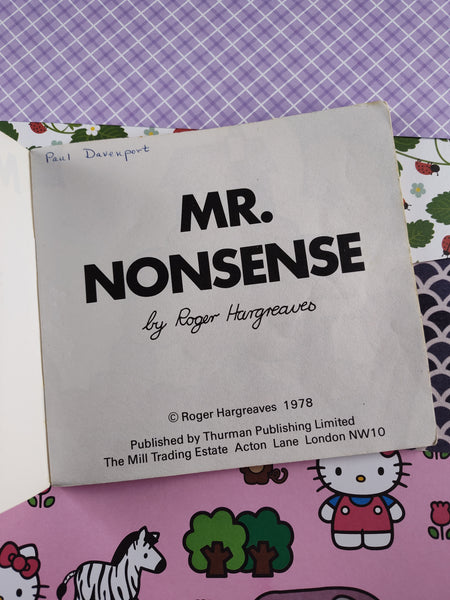 Paul Davenport
MR.
NONSENSE
by Roger Hargreaves
© Roger Hargreaves 1978
Published by Thurman Publishing Limited
The Mill Trading Estate Acton Lane London NW10